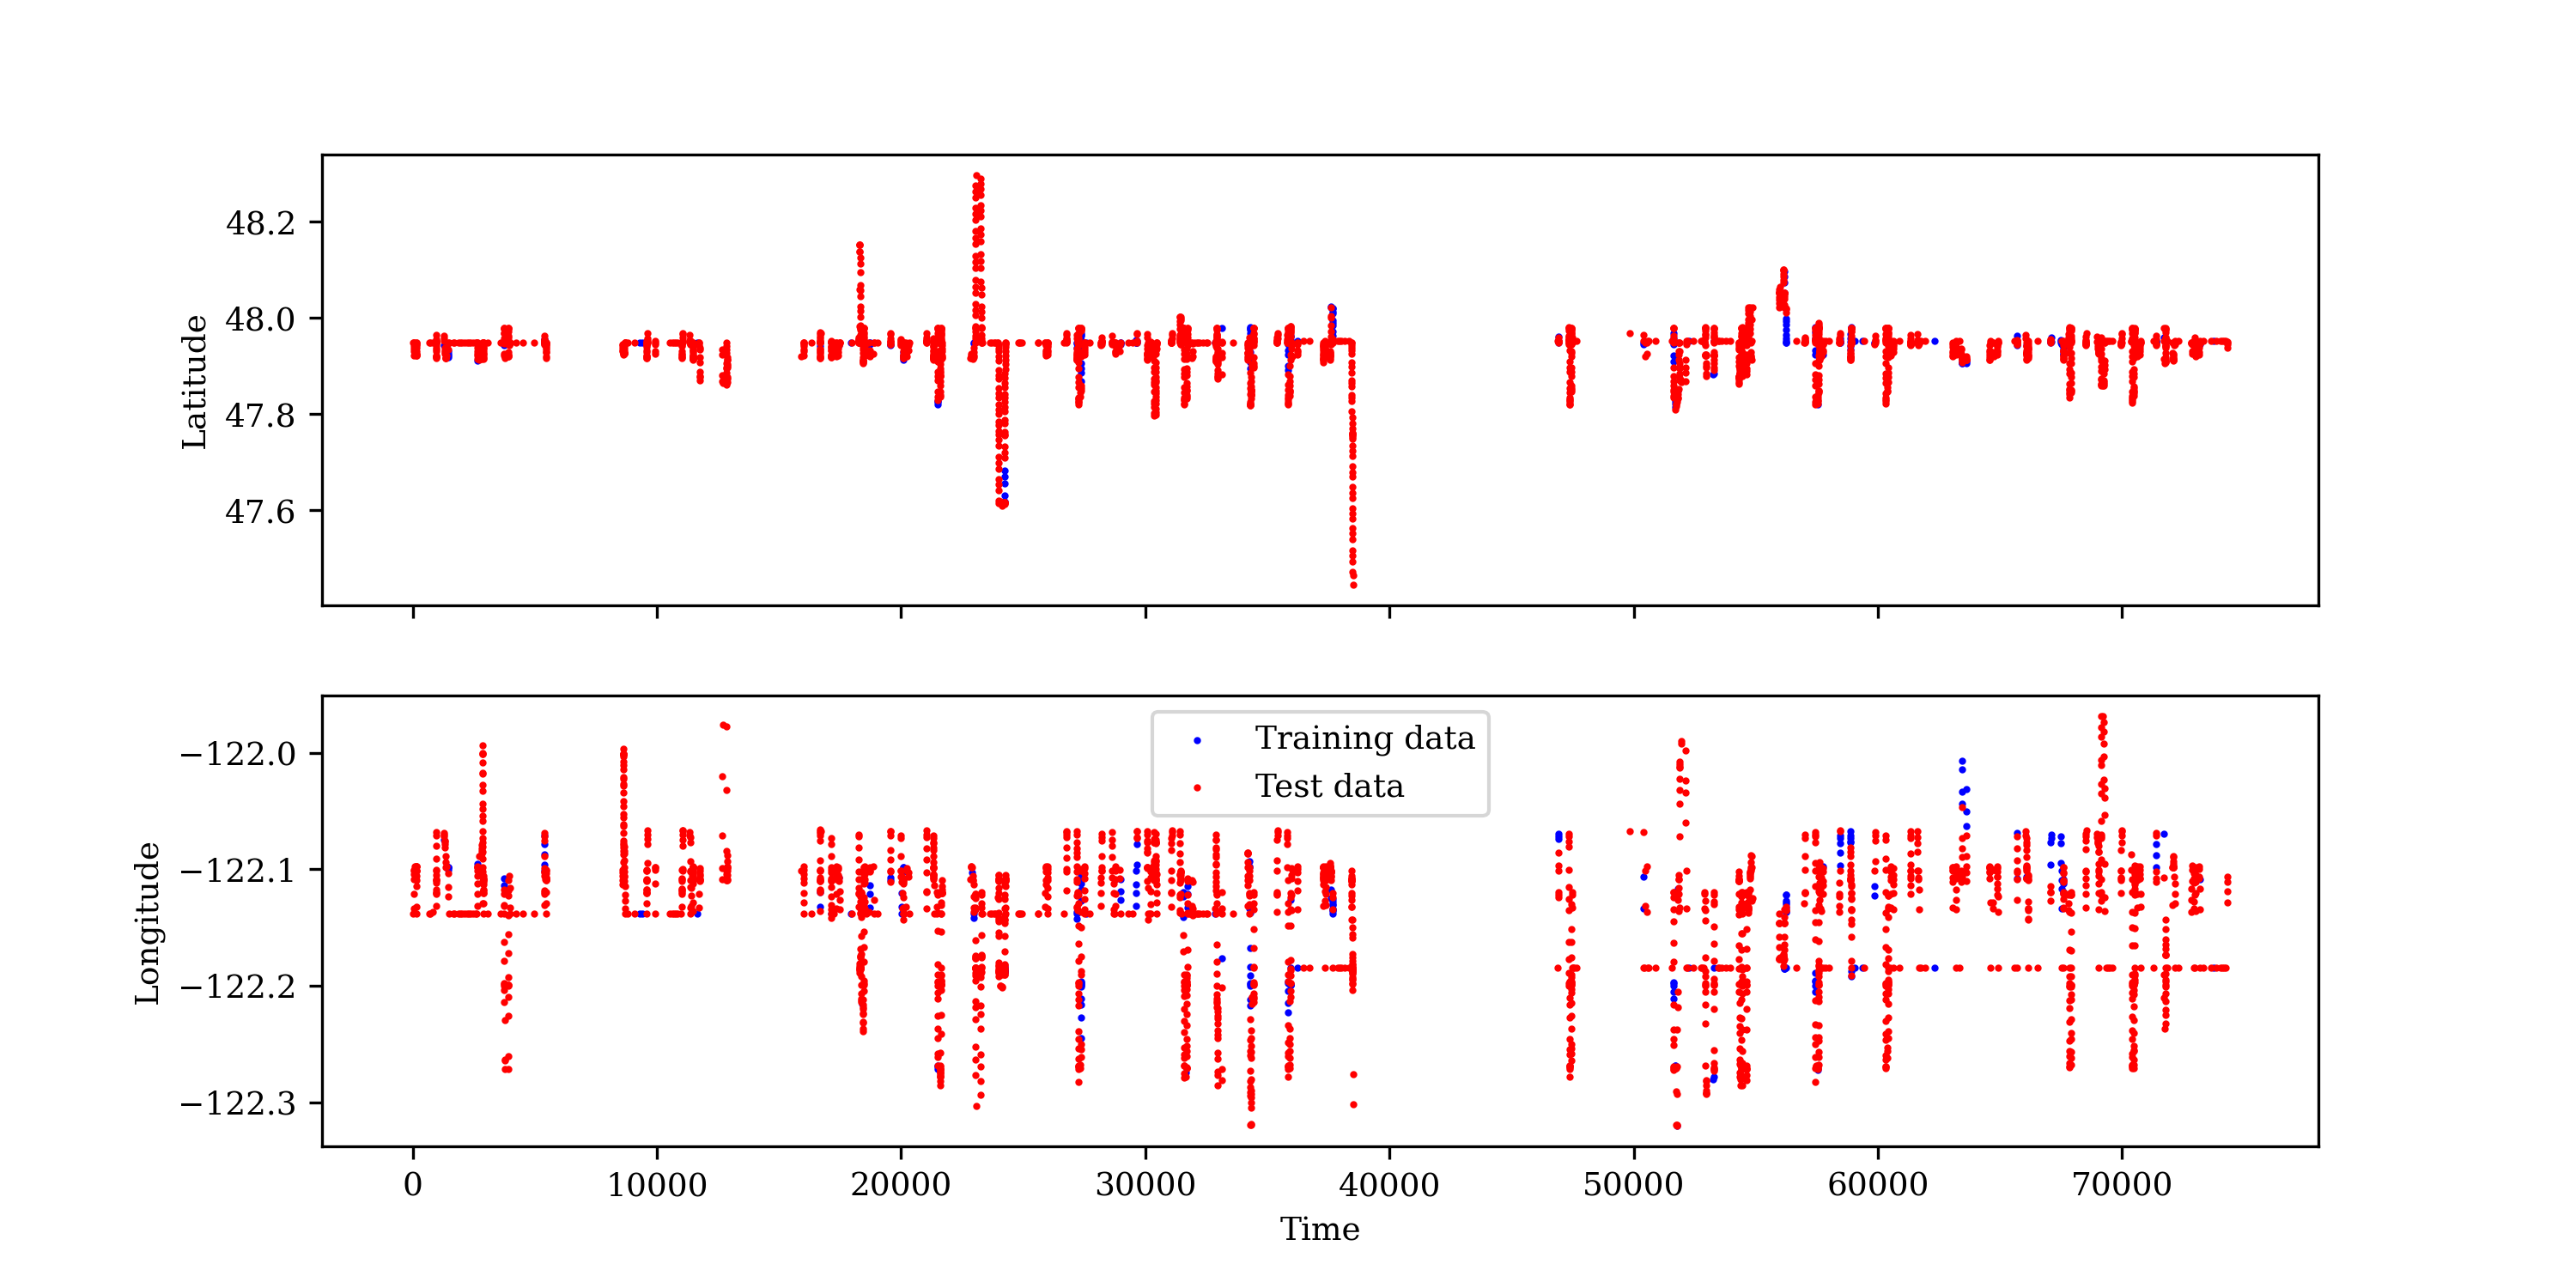 48.2
48.0
47.8
47.6
Latitude
−122.0
−122.1
−122.2
−122.3
Longitude
Training data
Test data
0 10000 20000 30000 40000 50000 60000 70000
Time